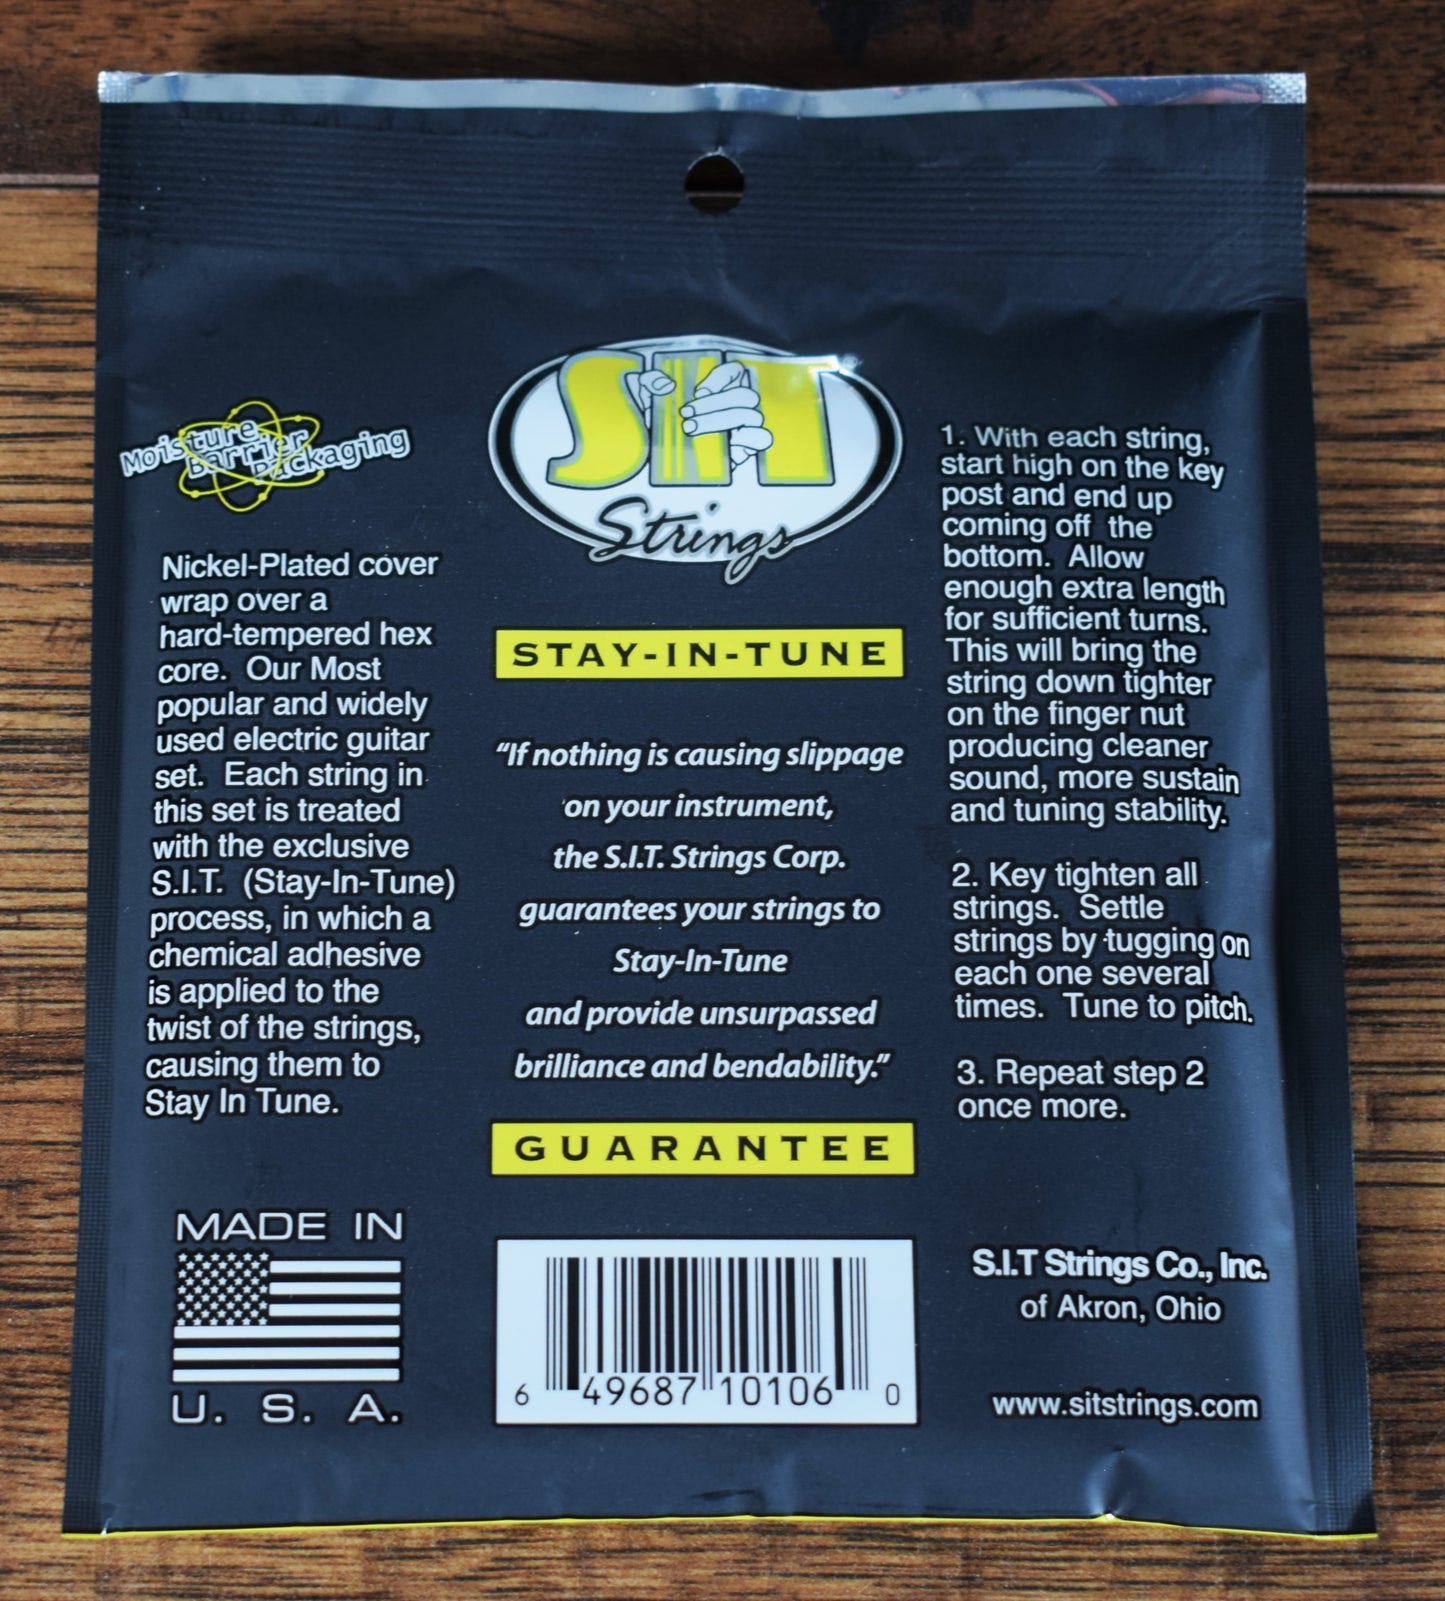 Moisture
Barrier
Packaging
Nickel-Plated cover
wrap over a
hard-tempered hex
core.  Our Most
popular and widely
used electric guitar
set.  Each string in
this set is treated
with the exclusive
S.I.T.  (Stay-In-Tune)
process, in which a
chemical adhesive
is applied to the
twist of the strings,
causing them to
Stay In Tune.
MADE IN
U. S. A.
SIT
Strings
STAY-IN-TUNE
“If nothing is causing slippage
on your instrument,
the S.I.T. Strings Corp.
guarantees your strings to
Stay-In-Tune
and provide unsurpassed
brilliance and bendability.”
GUARANTEE
6 49687 10106 0
1. With each string,
start high on the key
post and end up
coming off  the
bottom.  Allow
enough extra length
for sufficient turns.
This will bring the
string down tighter
on the finger nut
producing cleaner
sound, more sustain
and tuning stability.
2. Key tighten all
strings.  Settle
strings by tugging on
each one several
times.  Tune to pitch.
3. Repeat step 2
once more.
S.I.T Strings Co., Inc.
of Akron, Ohio
www.sitstrings.com